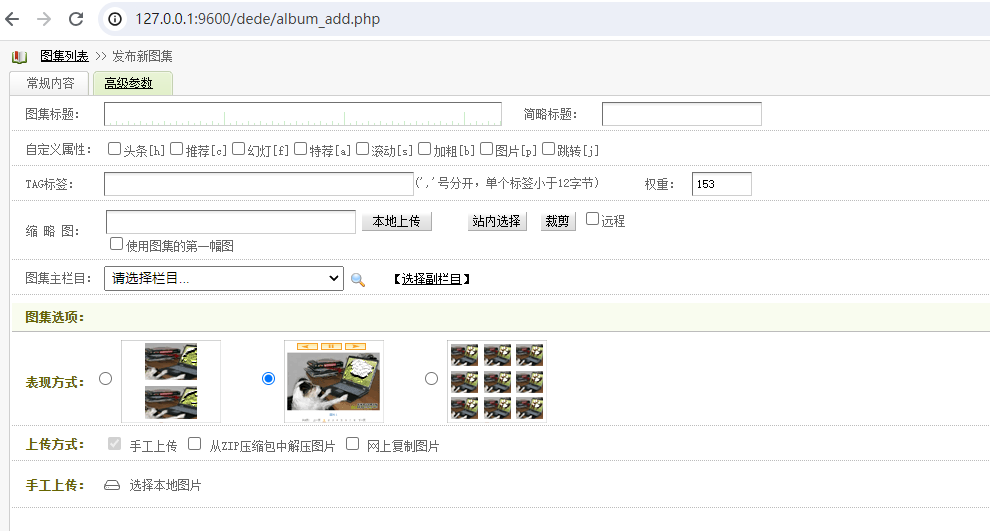 127.0.0.1:9600/dede/album_add.php
图集列表 >> 发布新图集
常规内容 高级参数
图集标题： 简略标题：
自定义属性： 头条[h] 推荐[c] 幻灯[f] 特荐[a] 滚动[s] 加粗[b] 图片[p] 跳转[j]
TAG标签： (','号分开，单个标签小于12字节) 权重： 153
缩 略 图： 本地上传 站内选择 裁剪 远程
使用图集的第一幅图
图集主栏目： 请选择栏目... 【选择副栏目】
图集选项：
表现方式：
上传方式： 手工上传 从ZIP压缩包中解压图片 网上复制图片
手工上传： 选择本地图片